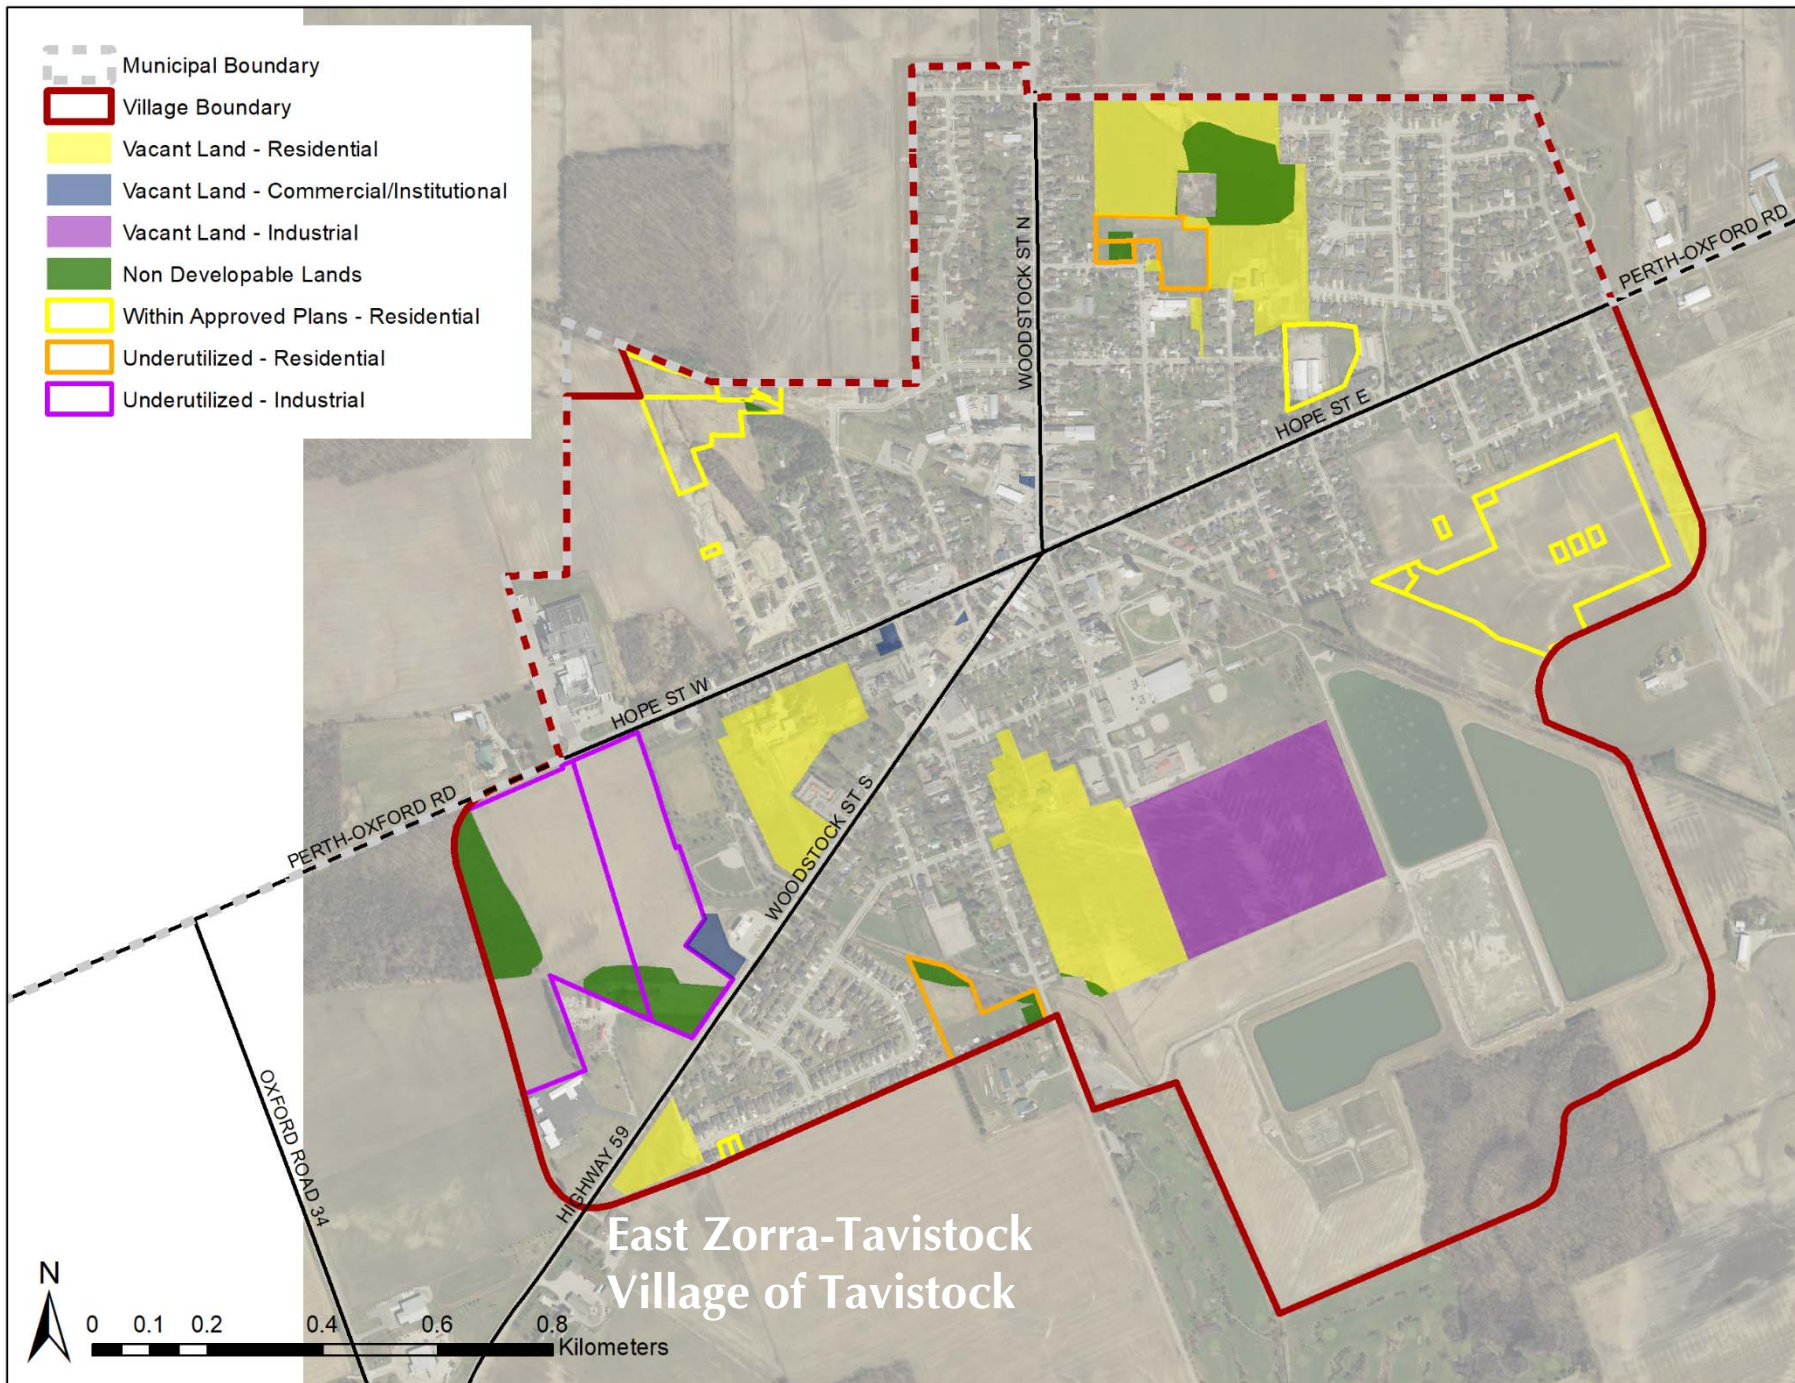 Municipal Boundary
Village Boundary
Vacant Land - Residential
Vacant Land - Commercial/Institutional
Vacant Land - Industrial
Non Developable Lands
Within Approved Plans - Residential
Underutilized - Residential
Underutilized - Industrial
WOODSTOCK ST N
PERTH-OXFORD RD
HOPE ST E
HOPE ST W
PERTH-OXFORD RD
WOODSTOCK ST S
OXFORD ROAD 34
HIGHWAY 59
East Zorra-Tavistock
Village of Tavistock
N
0 0.1 0.2 0.4 0.6 0.8
Kilometers